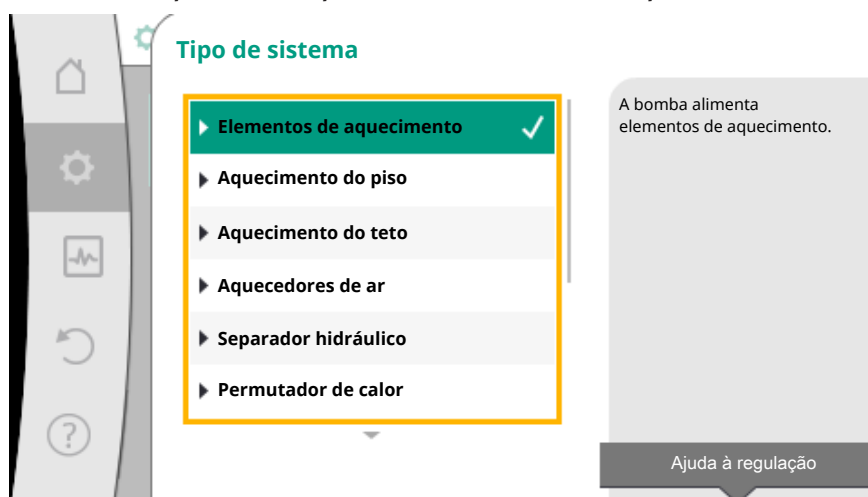 Tipo de sistema
Elementos de aquecimento
Aquecimento do piso
Aquecimento do teto
Aquecedores de ar
Separador hidráulico
Permutador de calor
A bomba alimenta
elementos de aquecimento.
Ajuda à regulação